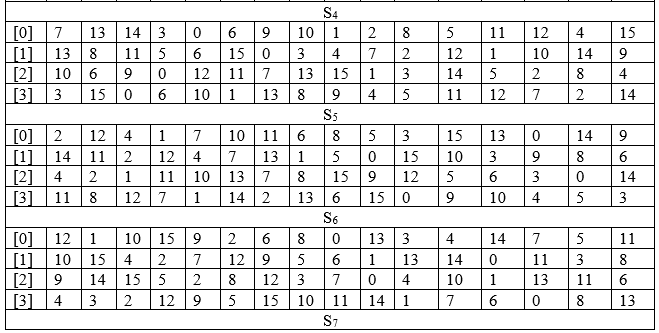 S4
[0] 7 13 14 3 0 6 9 10 1 2 8 5 11 12 4 15
[1] 13 8 11 5 6 15 0 3 4 7 2 12 1 10 14 9
[2] 10 6 9 0 12 11 7 13 15 1 3 14 5 2 8 4
[3] 3 15 0 6 10 1 13 8 9 4 5 11 12 7 2 14
S5
[0] 2 12 4 1 7 10 11 6 8 5 3 15 13 0 14 9
[1] 14 11 2 12 4 7 13 1 5 0 15 10 3 9 8 6
[2] 4 2 1 11 10 13 7 8 15 9 12 5 6 3 0 14
[3] 11 8 12 7 1 14 2 13 6 15 0 9 10 4 5 3
S6
[0] 12 1 10 15 9 2 6 8 0 13 3 4 14 7 5 11
[1] 10 15 4 2 7 12 9 5 6 1 13 14 0 11 3 8
[2] 9 14 15 5 2 8 12 3 7 0 4 10 1 13 11 6
[3] 4 3 2 12 9 5 15 10 11 14 1 7 6 0 8 13
S7